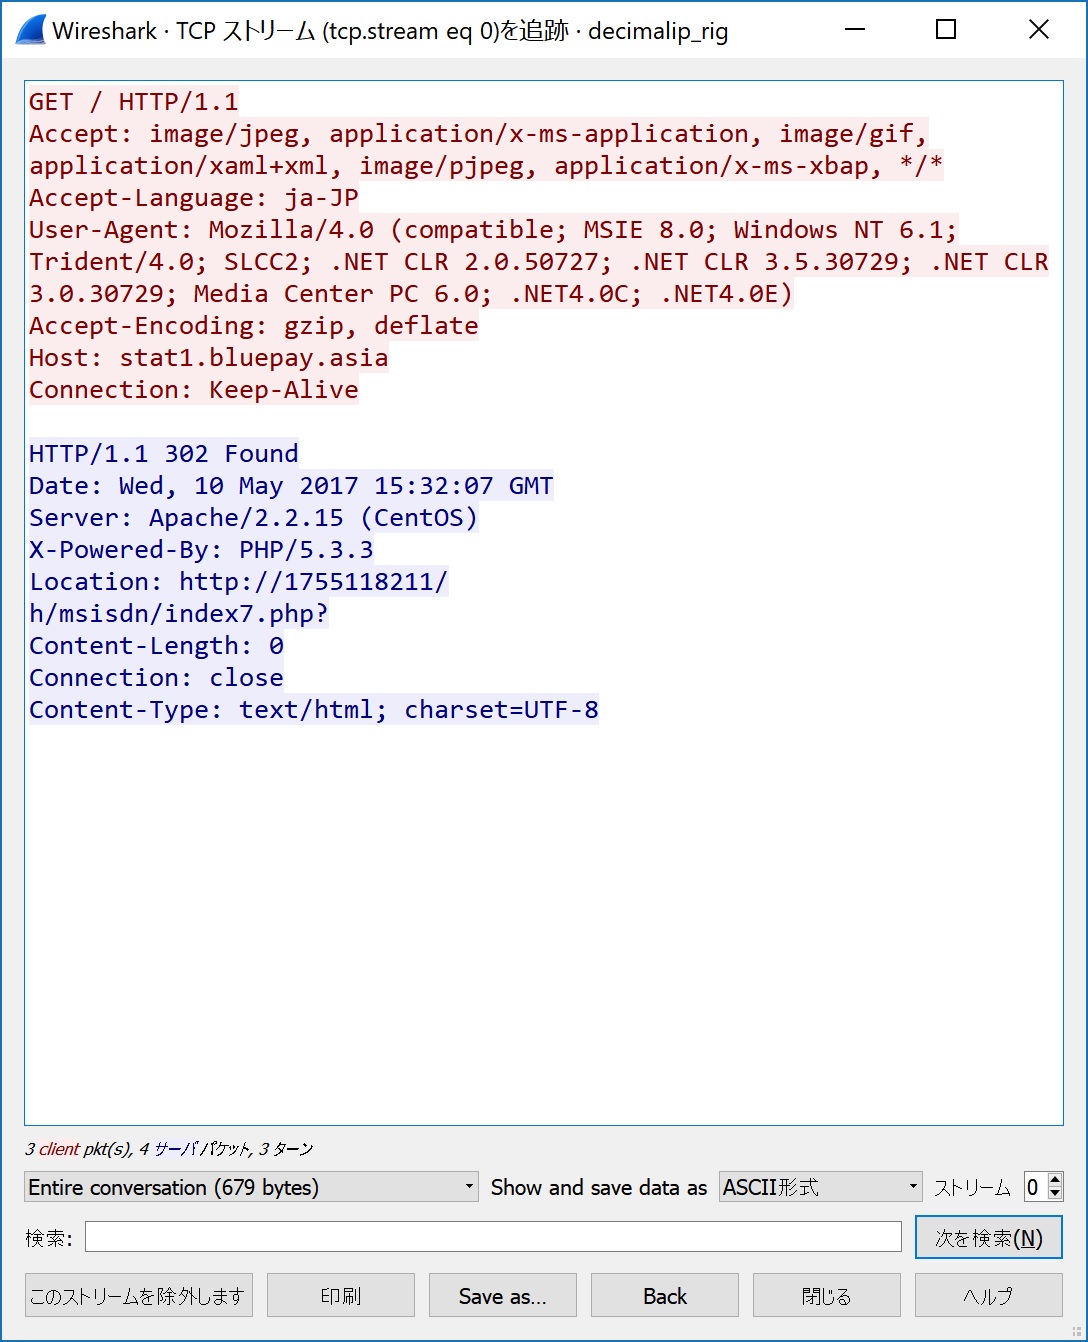 Wireshark · TCP ストリーム (tcp.stream eq 0)を追跡 · decimalip_rig
GET / HTTP/1.1
Accept: image/jpeg, application/x-ms-application, image/gif,
application/xaml+xml, image/pjpeg, application/x-ms-xbap, */*
Accept-Language: ja-JP
User-Agent: Mozilla/4.0 (compatible; MSIE 8.0; Windows NT 6.1;
Trident/4.0; SLCC2; .NET CLR 2.0.50727; .NET CLR 3.5.30729; .NET CLR
3.0.30729; Media Center PC 6.0; .NET4.0C; .NET4.0E)
Accept-Encoding: gzip, deflate
Host: stat1.bluepay.asia
Connection: Keep-Alive
HTTP/1.1 302 Found
Date: Wed, 10 May 2017 15:32:07 GMT
Server: Apache/2.2.15 (CentOS)
X-Powered-By: PHP/5.3.3
Location: http://1755118211/
h/msisdn/index7.php?
Content-Length: 0
Connection: close
Content-Type: text/html; charset=UTF-8
3 client pkt(s), 4 サーバパケット, 3 ターン
Entire conversation (679 bytes) Show and save data as ASCII形式 ストリーム 0
検索: 次を検索(N)
このストリームを除外します 印刷 Save as... Back 閉じる ヘルプ